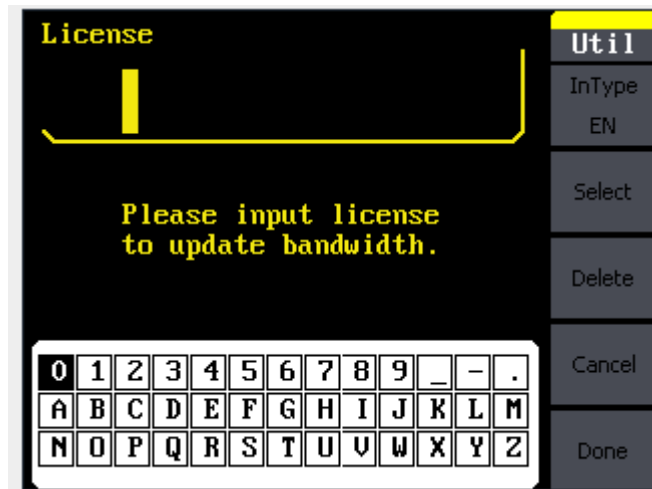 License
Util
InType
EN
Select
Please input license
to update bandwidth.
Delete
Cancel
0 1 2 3 4 5 6 7 8 9 _ - .
A B C D E F G H I J K L M
N O P Q R S T U V W X Y Z
Done